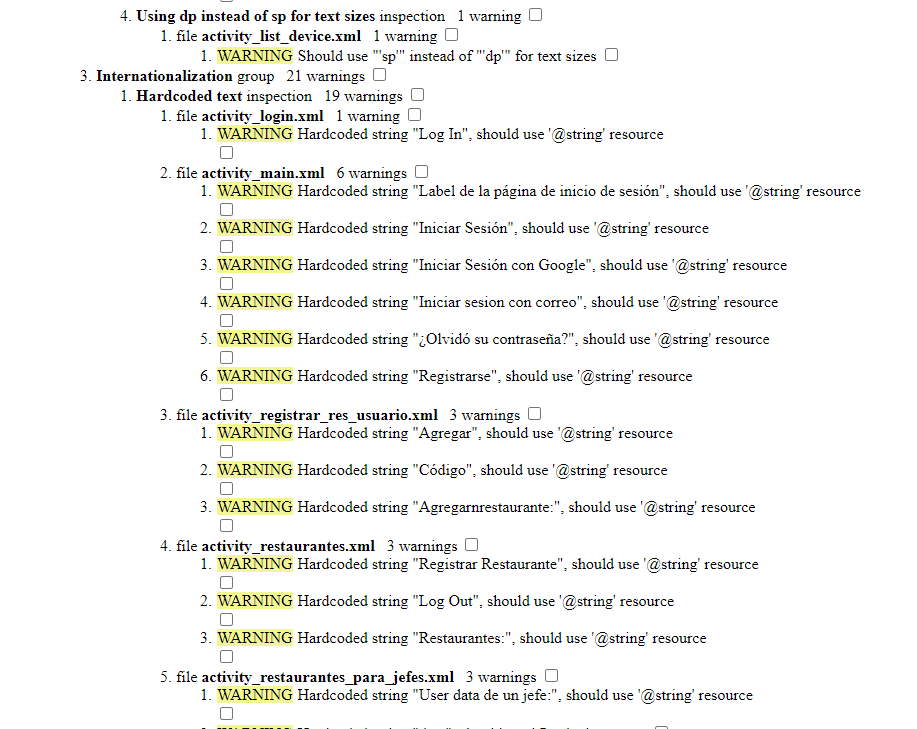 4. Using dp instead of sp for text sizes inspection 1 warning
1. file activity_list_device.xml 1 warning
1. WARNING Should use "'sp'" instead of "'dp'" for text sizes
3. Internationalization group 21 warnings
1. Hardcoded text inspection 19 warnings
1. file activity_login.xml 1 warning
1. WARNING Hardcoded string "Log In", should use '@string' resource
2. file activity_main.xml 6 warnings
1. WARNING Hardcoded string "Label de la página de inicio de sesión", should use '@string' resource
2. WARNING Hardcoded string "Iniciar Sesión", should use '@string' resource
3. WARNING Hardcoded string "Iniciar Sesión con Google", should use '@string' resource
4. WARNING Hardcoded string "Iniciar sesion con correo", should use '@string' resource
5. WARNING Hardcoded string "¿Olvidó su contraseña?", should use '@string' resource
6. WARNING Hardcoded string "Registrarse", should use '@string' resource
3. file activity_registrar_res_usuario.xml 3 warnings
1. WARNING Hardcoded string "Agregar", should use '@string' resource
2. WARNING Hardcoded string "Código", should use '@string' resource
3. WARNING Hardcoded string "Agregarnrestaurante:", should use '@string' resource
4. file activity_restaurantes.xml 3 warnings
1. WARNING Hardcoded string "Registrar Restaurante", should use '@string' resource
2. WARNING Hardcoded string "Log Out", should use '@string' resource
3. WARNING Hardcoded string "Restaurantes:", should use '@string' resource
5. file activity_restaurantes_para_jefes.xml 3 warnings
1. WARNING Hardcoded string "User data de un jefe:", should use '@string' resource